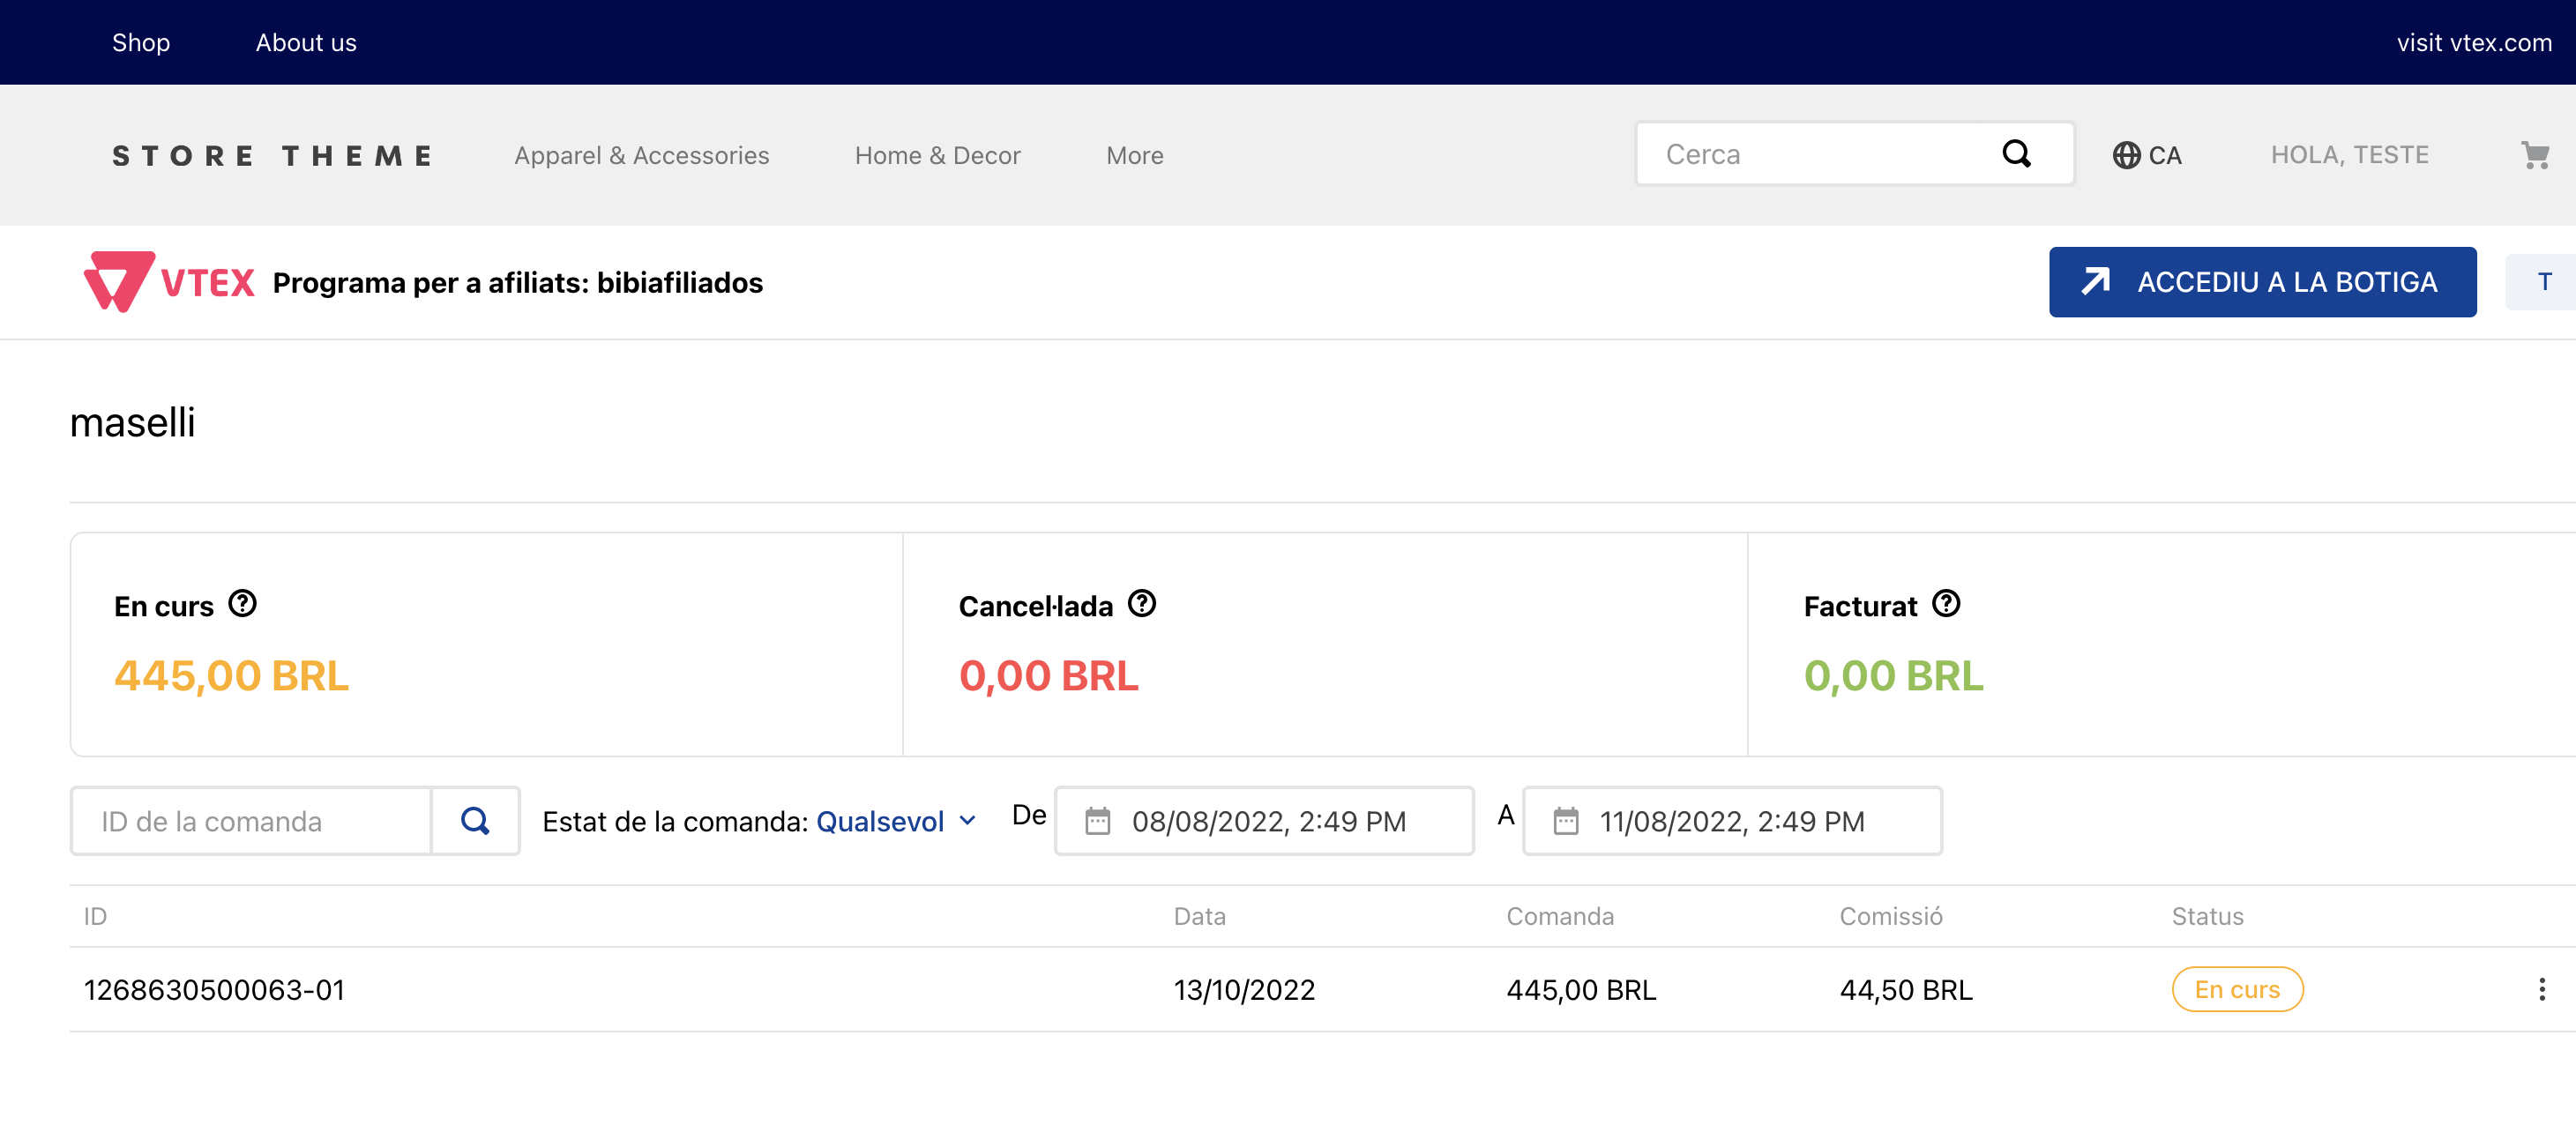 Shop About us visit vtex.com
STORE THEME Apparel & Accessories Home & Decor More Cerca CA HOLA, TESTE
VTEX Programa per a afiliats: bibiafiliados ACCEDIU A LA BOTIGA T
maselli
En curs Cancel·lada Facturat
445,00 BRL 0,00 BRL 0,00 BRL
ID de la comanda Estat de la comanda: Qualsevol De 08/08/2022, 2:49 PM A 11/08/2022, 2:49 PM
ID Data Comanda Comissió Status
1268630500063-01 13/10/2022 445,00 BRL 44,50 BRL En curs